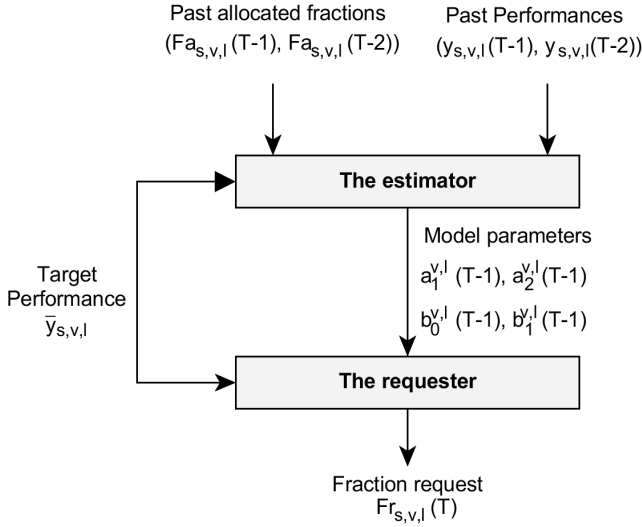 Past allocated fractions
(Fa_{s,v,l}(T-1), Fa_{s,v,l}(T-2))
Past Performances
(y_{s,v,l}(T-1), y_{s,v,l}(T-2))
The estimator
Model parameters
a_1^{v,l} (T-1), a_2^{v,l}(T-1)
b_0^{v,l} (T-1), b_1^{v,l}(T-1)
Target
Performance
ȳ_{s,v,l}
The requester
Fraction request
Fr_{s,v,l}(T)